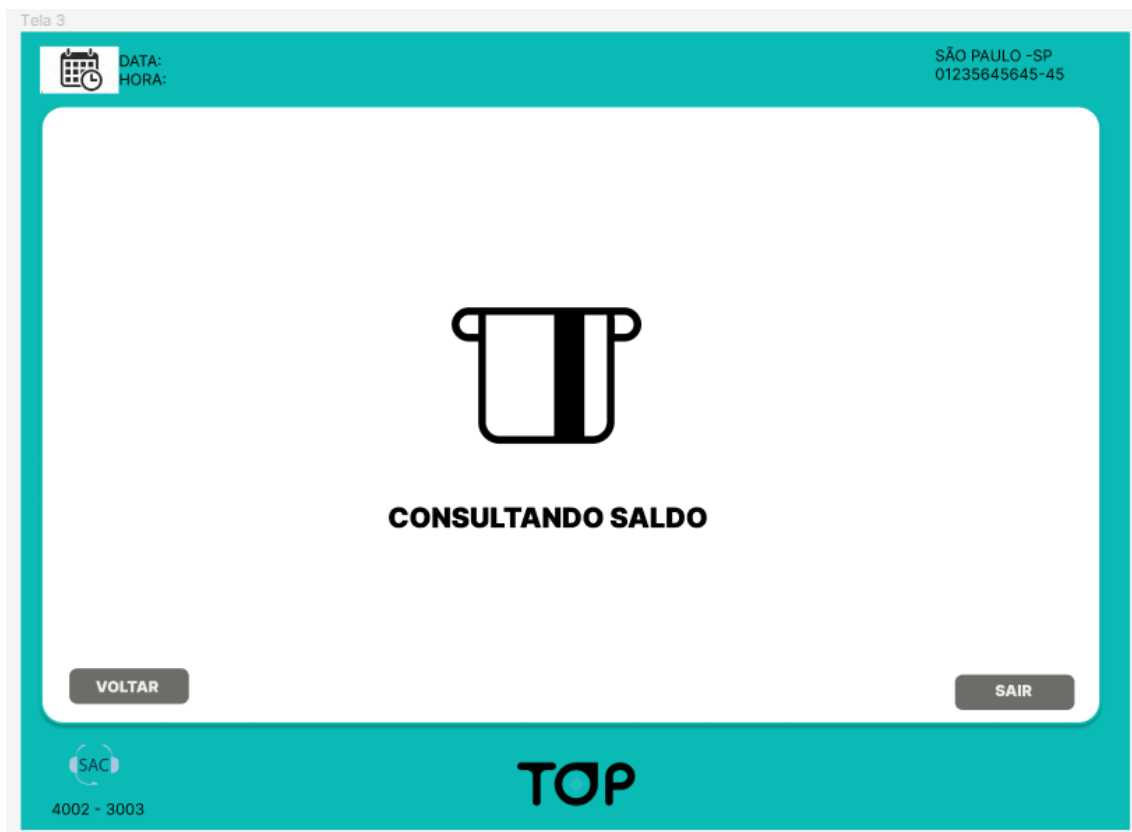 Tela 3
DATA:
HORA:
SÃO PAULO -SP
01235645645-45
CONSULTANDO SALDO
VOLTAR
SAIR
SAC
4002 - 3003
TOP